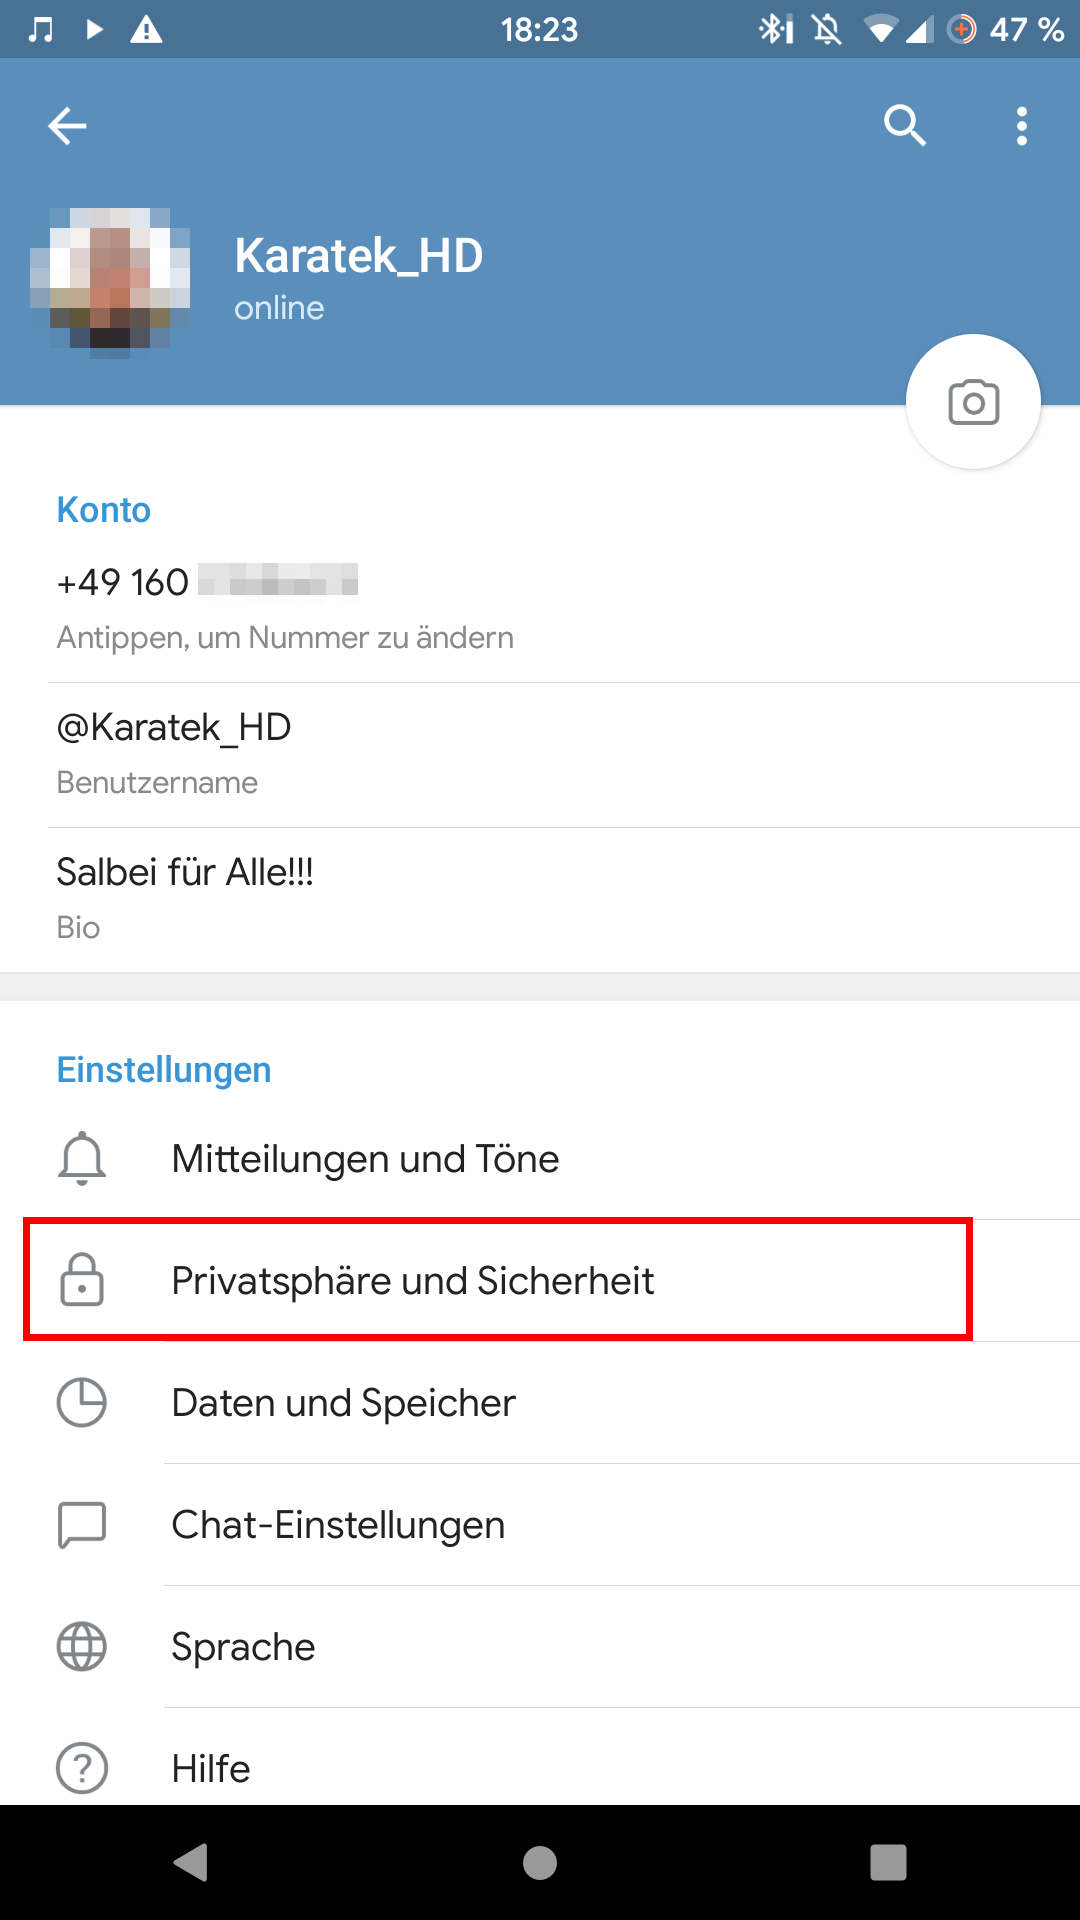 18:23
47 %
Karatek_HD
online
Konto
+49 160
Antippen, um Nummer zu ändern
@Karatek_HD
Benutzername
Salbei für Alle!!!
Bio
Einstellungen
Mitteilungen und Töne
Privatsphäre und Sicherheit
Daten und Speicher
Chat-Einstellungen
Sprache
Hilfe